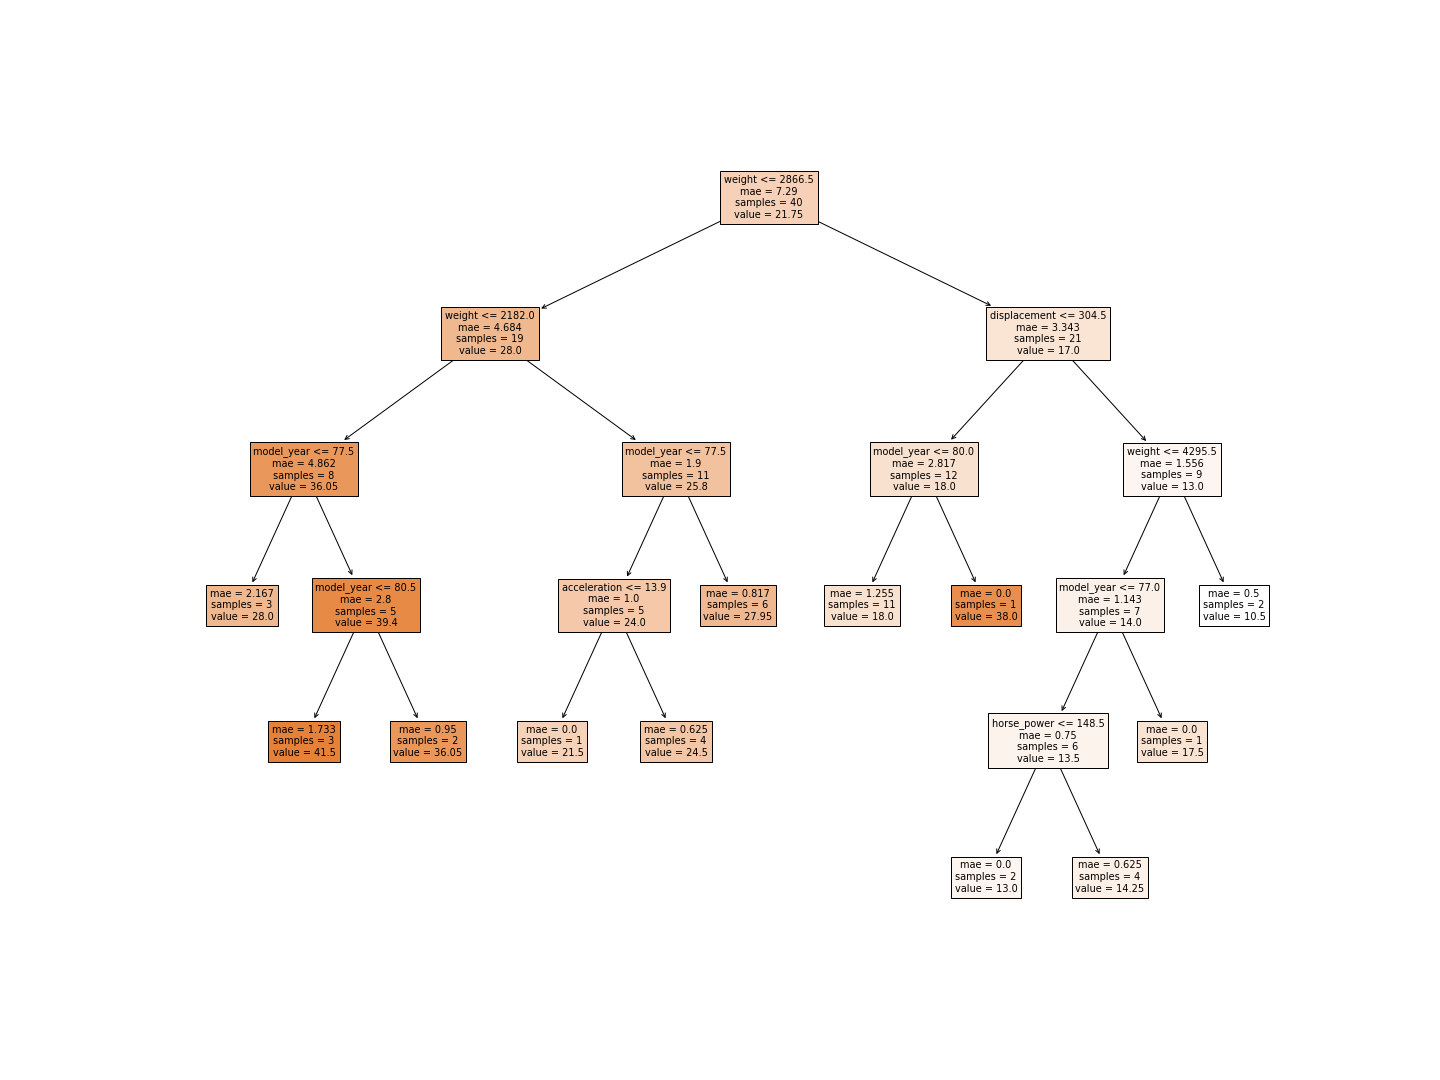 weight <= 2866.5
mae = 7.29
samples = 40
value = 21.75
weight <= 2182.0
mae = 4.684
samples = 19
value = 28.0
displacement <= 304.5
mae = 3.343
samples = 21
value = 17.0
model_year <= 77.5
mae = 4.862
samples = 8
value = 36.05
model_year <= 77.5
mae = 1.9
samples = 11
value = 25.8
model_year <= 80.0
mae = 2.817
samples = 12
value = 18.0
weight <= 4295.5
mae = 1.556
samples = 9
value = 13.0
mae = 2.167
samples = 3
value = 28.0
model_year <= 80.5
mae = 2.8
samples = 5
value = 39.4
acceleration <= 13.9
mae = 1.0
samples = 5
value = 24.0
mae = 0.817
samples = 6
value = 27.95
mae = 1.255
samples = 11
value = 18.0
mae = 0.0
samples = 1
value = 38.0
model_year <= 77.0
mae = 1.143
samples = 7
value = 14.0
mae = 0.5
samples = 2
value = 10.5
mae = 1.733
samples = 3
value = 41.5
mae = 0.95
samples = 2
value = 36.05
mae = 0.0
samples = 1
value = 21.5
mae = 0.625
samples = 4
value = 24.5
horse_power <= 148.5
mae = 0.75
samples = 6
value = 13.5
mae = 0.0
samples = 1
value = 17.5
mae = 0.0
samples = 2
value = 13.0
mae = 0.625
samples = 4
value = 14.25